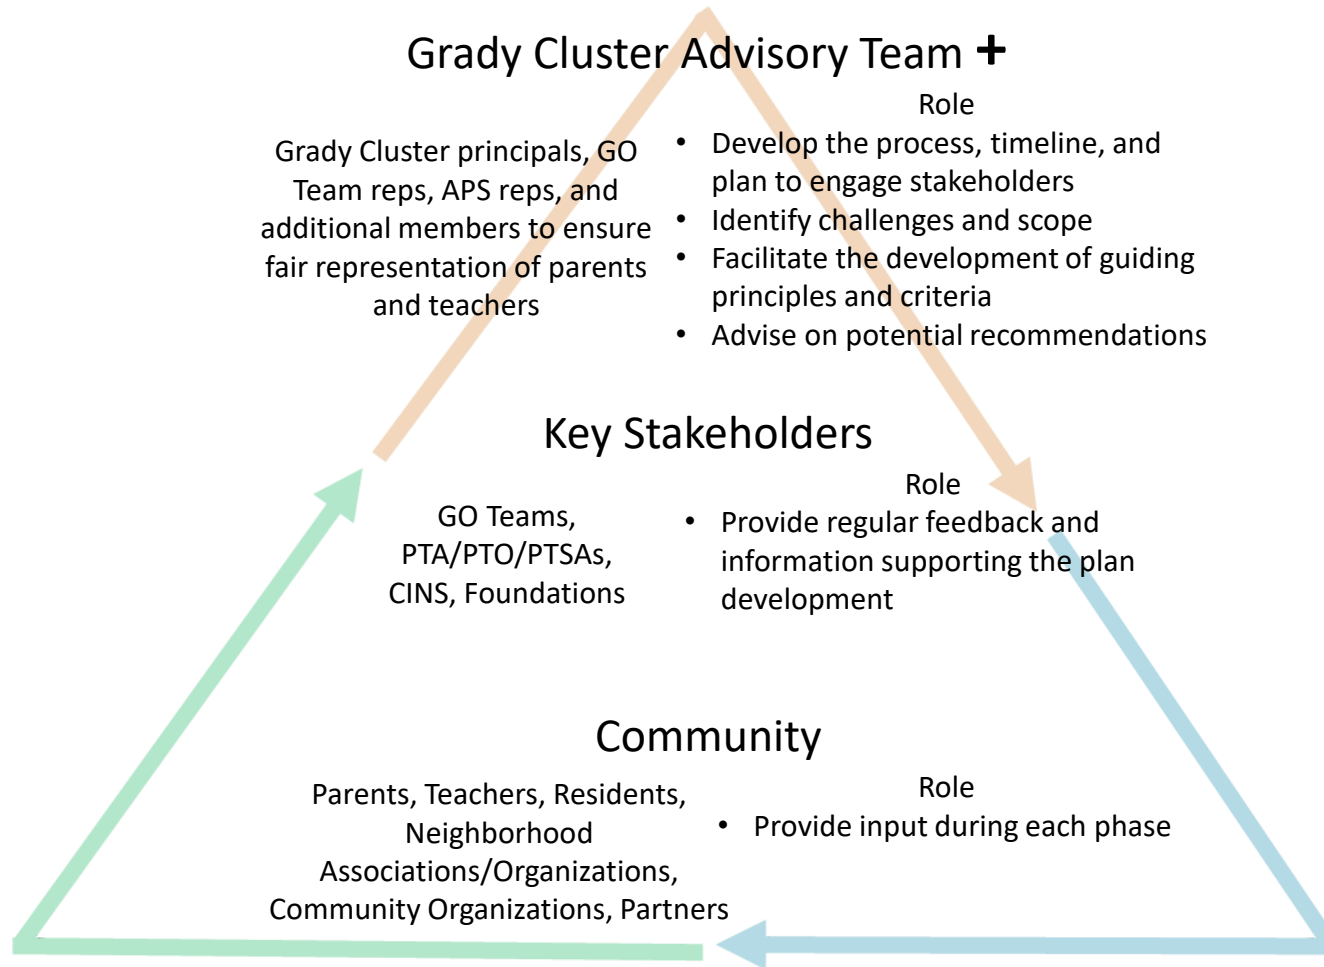 Grady Cluster Advisory Team +
Grady Cluster principals, GO
Team reps, APS reps, and
additional members to ensure
fair representation of parents
and teachers
Role
• Develop the process, timeline, and
plan to engage stakeholders
• Identify challenges and scope
• Facilitate the development of guiding
principles and criteria
• Advise on potential recommendations
Key Stakeholders
GO Teams,
PTA/PTO/PTSAs,
CINS, Foundations
Role
• Provide regular feedback and
information supporting the plan
development
Community
Parents, Teachers, Residents,
Neighborhood
Associations/Organizations,
Community Organizations, Partners
Role
• Provide input during each phase